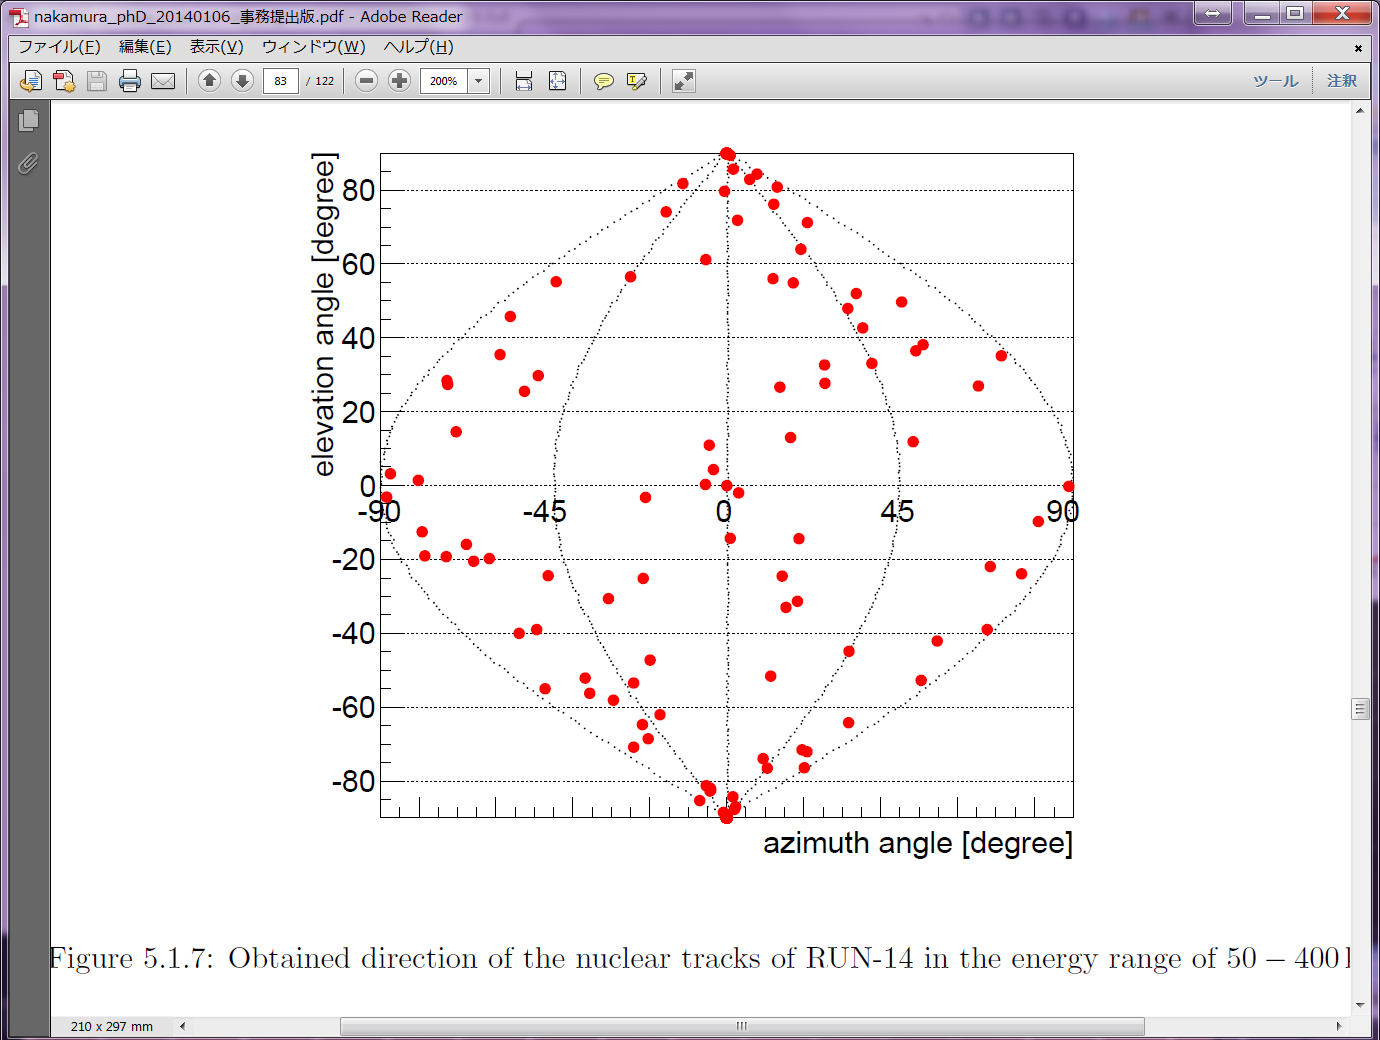 nakamura_phD_20140106_事務提出版.pdf - Adobe Reader
ファイル(F) 編集(E) 表示(V) ウィンドウ(W) ヘルプ(H)
83 / 122 200% ツール 注釈
elevation angle [degree]
80
60
40
20
0
-90 -45 0 45 90
-20
-40
-60
-80
azimuth angle [degree]
Figure 5.1.7: Obtained direction of the nuclear tracks of RUN-14 in the energy range of 50 − 400
210 x 297 mm